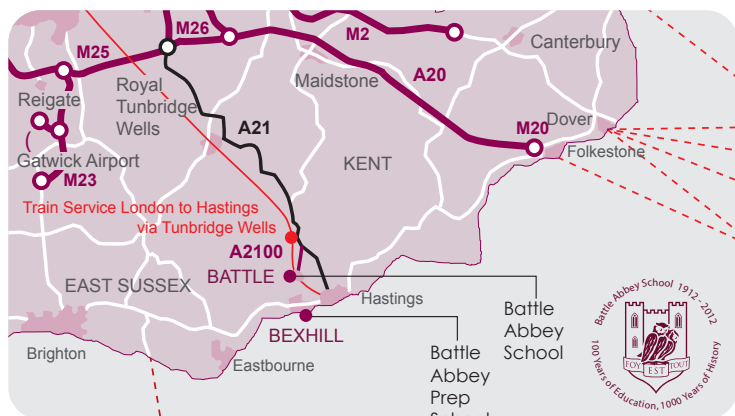 M25
M26
M2
Canterbury
Maidstone
A20
Royal
Tunbridge
Wells
Reigate
A21
M20
Dover
Folkestone
Gatwick Airport
M23
KENT
Train Service London to Hastings
via Tunbridge Wells
A2100
BATTLE
EAST SUSSEX
Hastings
BEXHILL
Brighton
Eastbourne
Battle
Abbey
School
Battle
Abbey
Prep
School
Battle Abbey School 1912 - 2012
FOY EST TOUT
100 Years of Education, 1000 Years of History